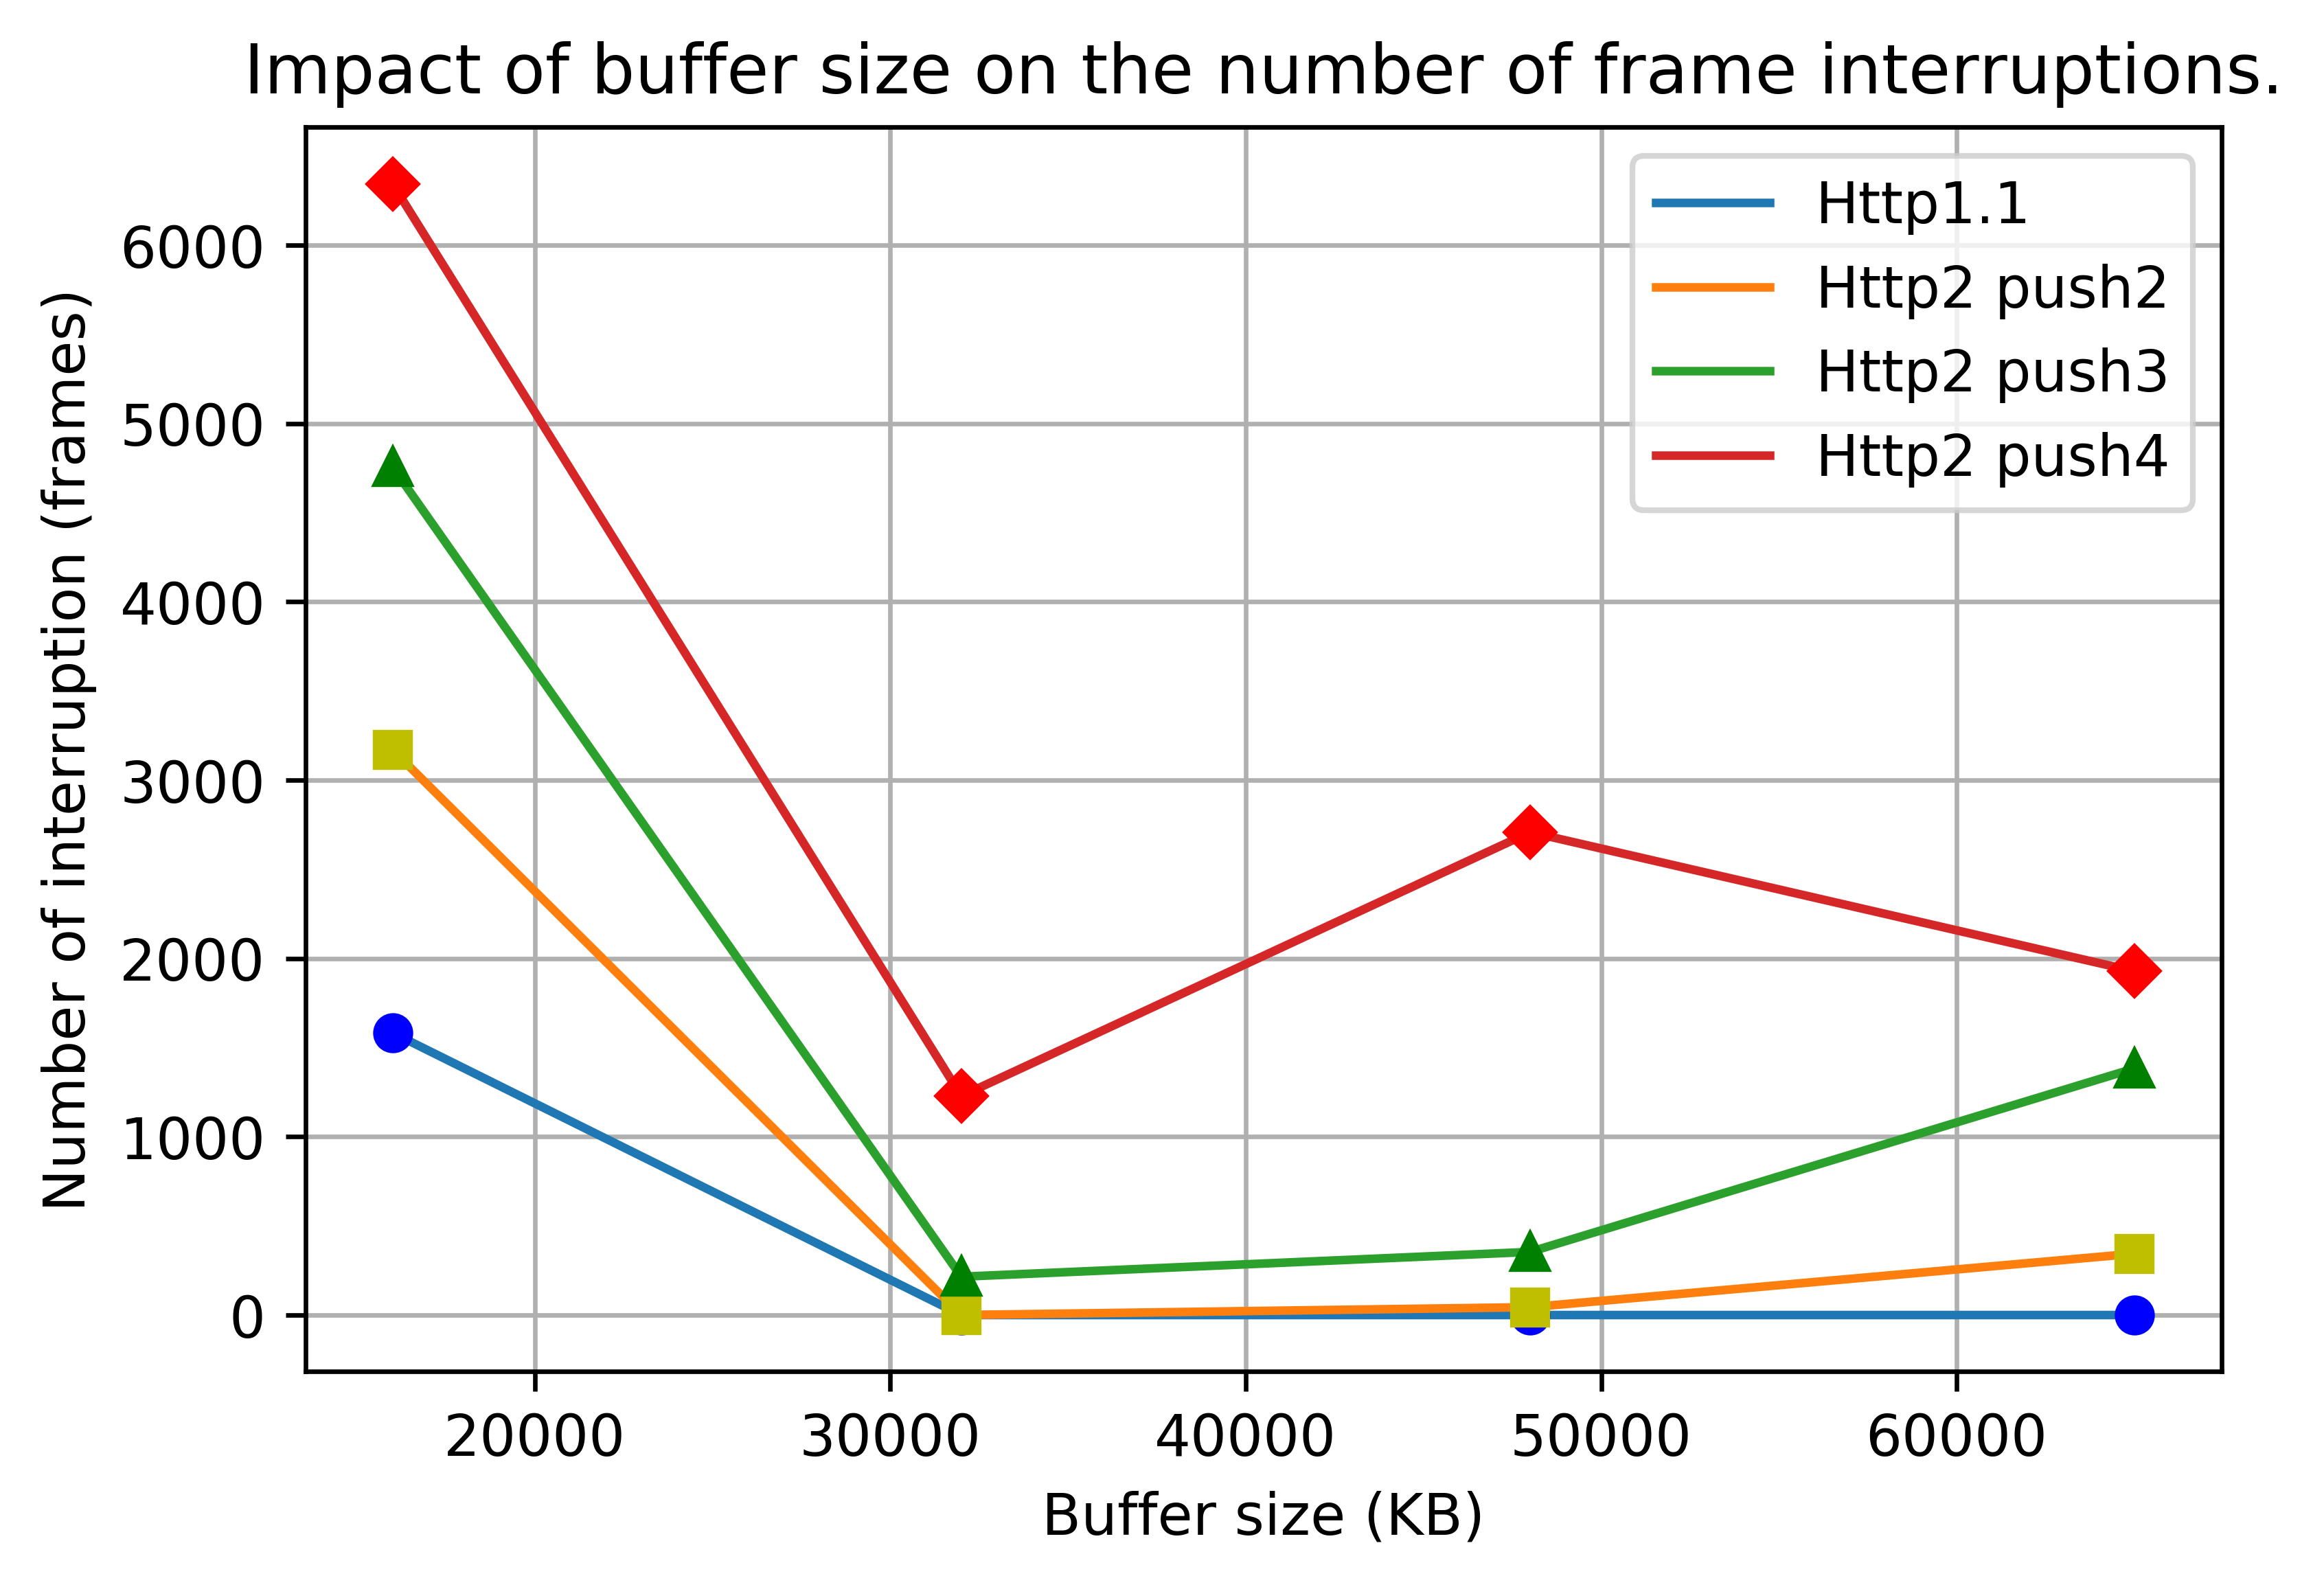 Impact of buffer size on the number of frame interruptions.
Number of interruption (frames)
6000
5000
4000
3000
2000
1000
0
Http1.1
Http2 push2
Http2 push3
Http2 push4
20000 30000 40000 50000 60000
Buffer size (KB)